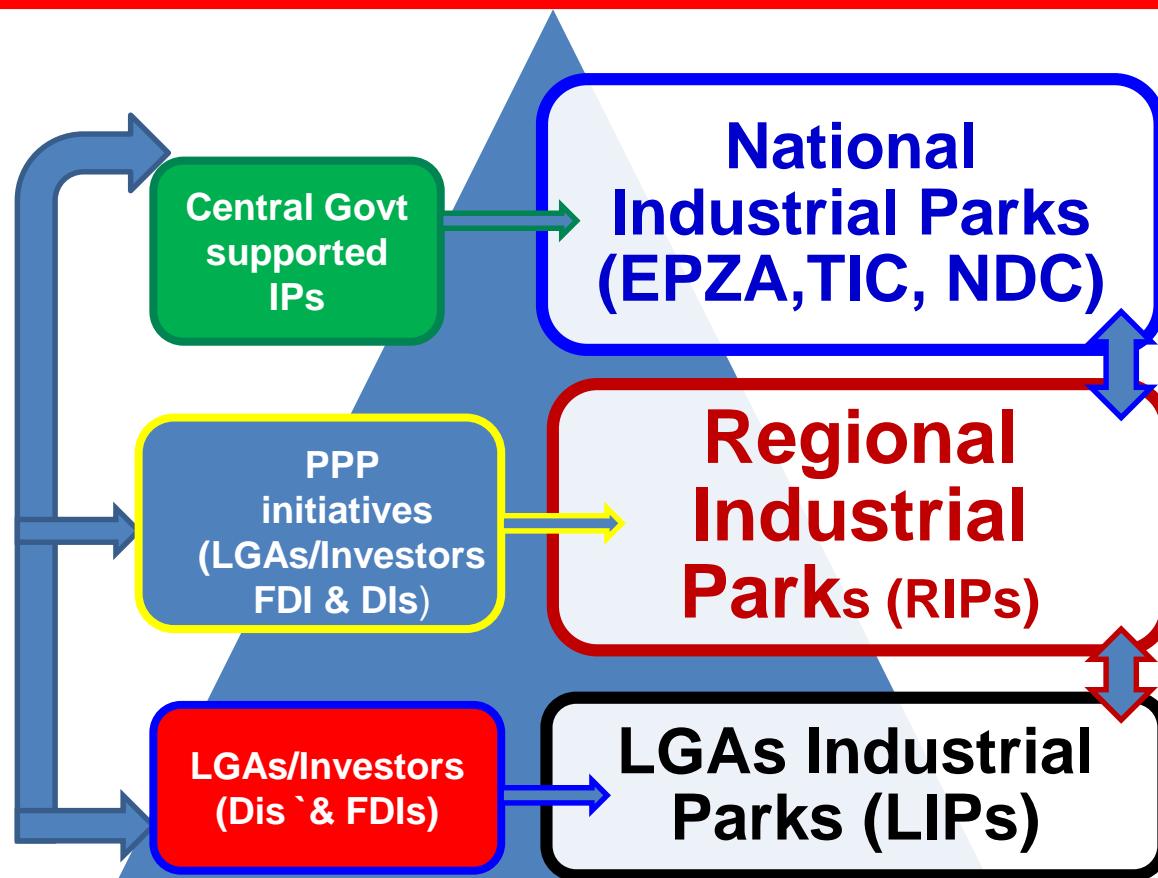 Central Govt
supported
IPs
National
Industrial Parks
(EPZA,TIC, NDC)
PPP
initiatives
(LGAs/Investors
FDI & DIs)
Regional
Industrial
Parks (RIPs)
LGAs/Investors
(Dis `& FDIs)
LGAs Industrial
Parks (LIPs)